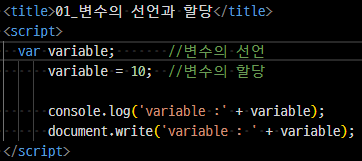 <title>01_변수의 선언과 할당</title>
<script>
var variable; //변수의 선언
variable = 10; //변수의 할당
console.log('variable :' + variable);
document.write('variable : ' + variable);
</script>